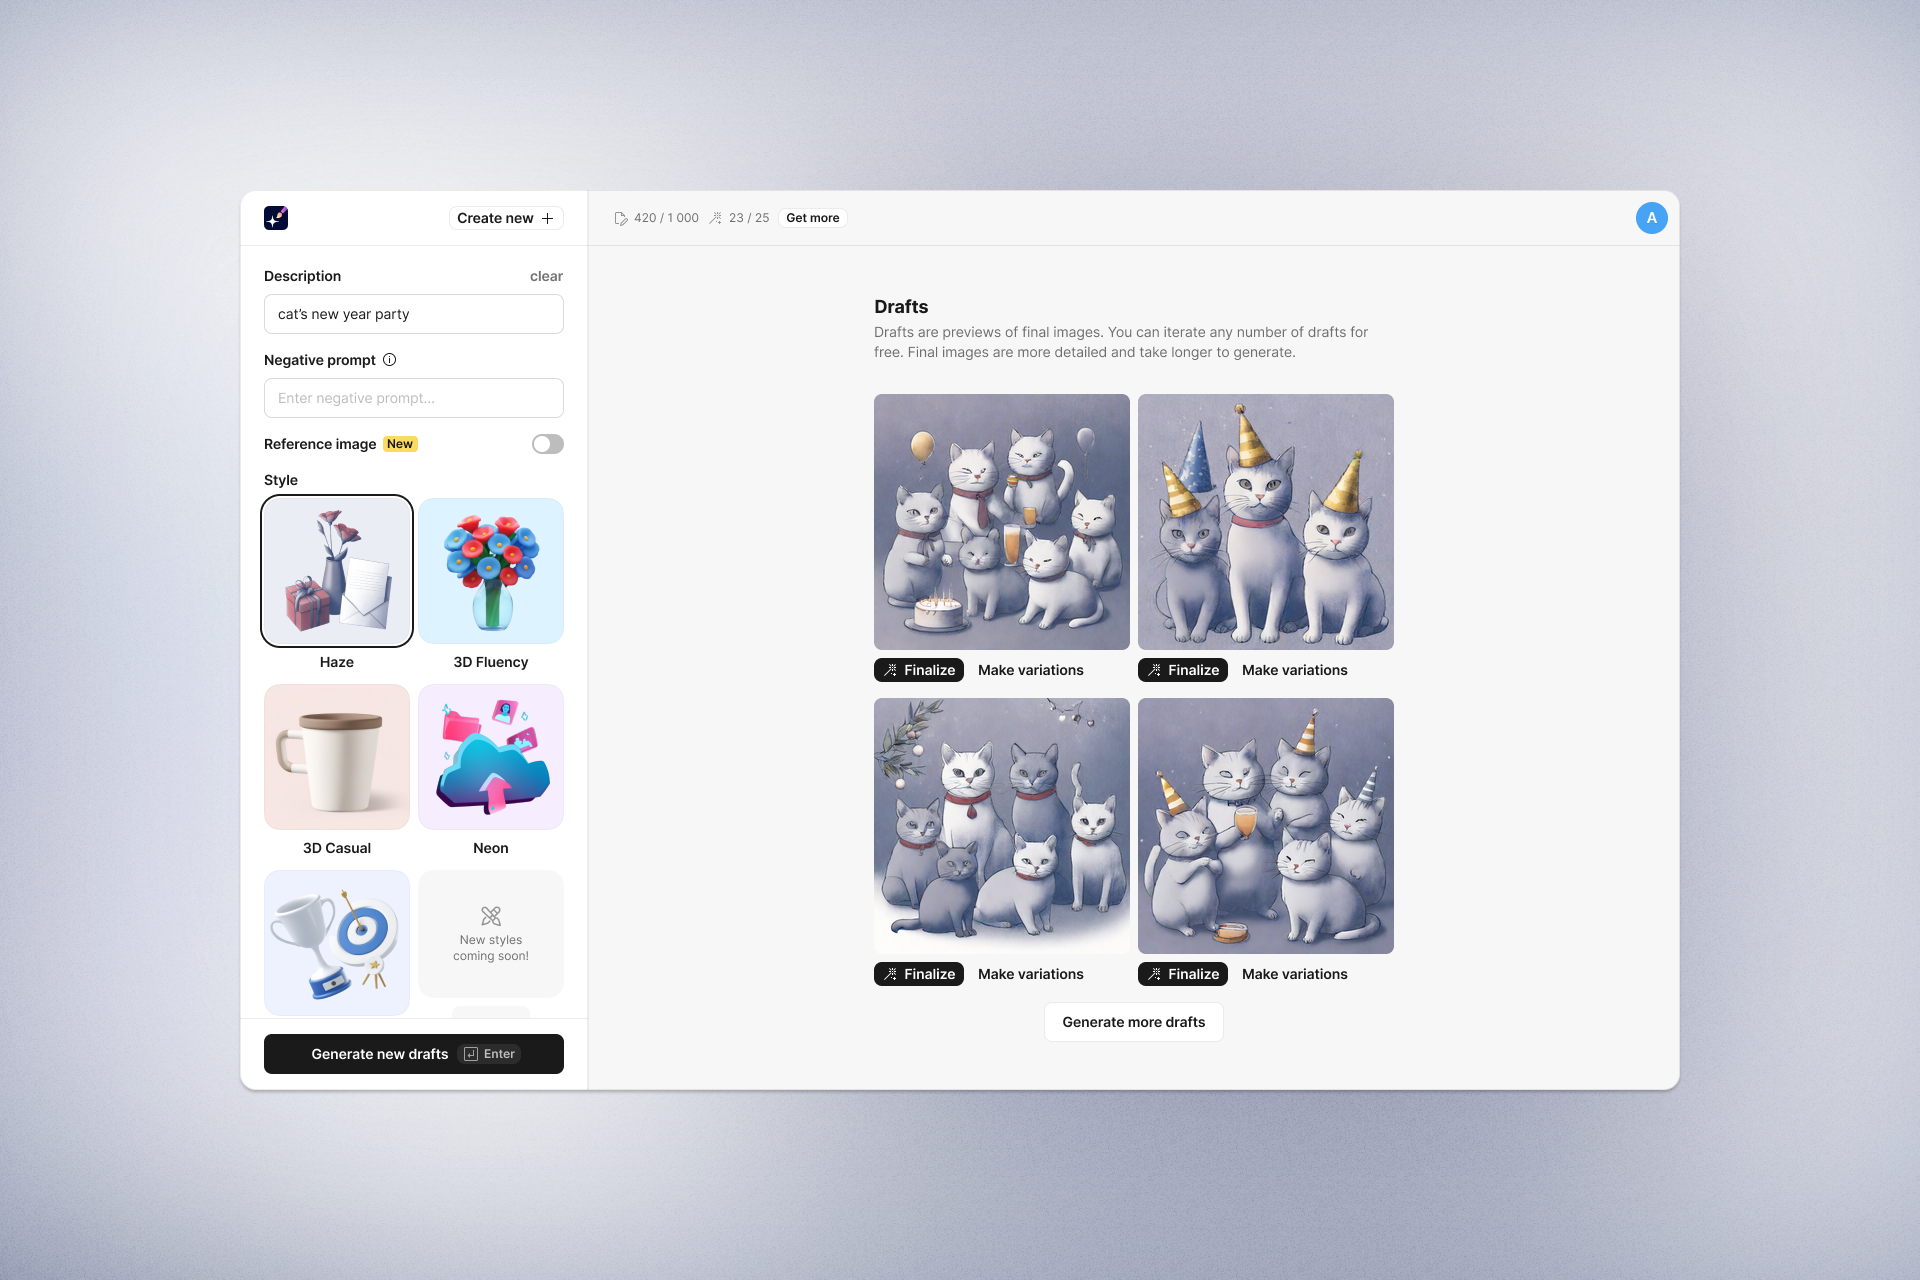 Create new
420 / 1 000
23 / 25
Get more
A
Description
clear
cat's new year party
Negative prompt
Enter negative prompt...
Reference image
New
Style
Haze
3D Fluency
3D Casual
Neon
New styles
coming soon!
Generate new drafts
Enter
Drafts
Drafts are previews of final images. You can iterate any number of drafts for
free. Final images are more detailed and take longer to generate.
Finalize
Make variations
Finalize
Make variations
Finalize
Make variations
Finalize
Make variations
Generate more drafts